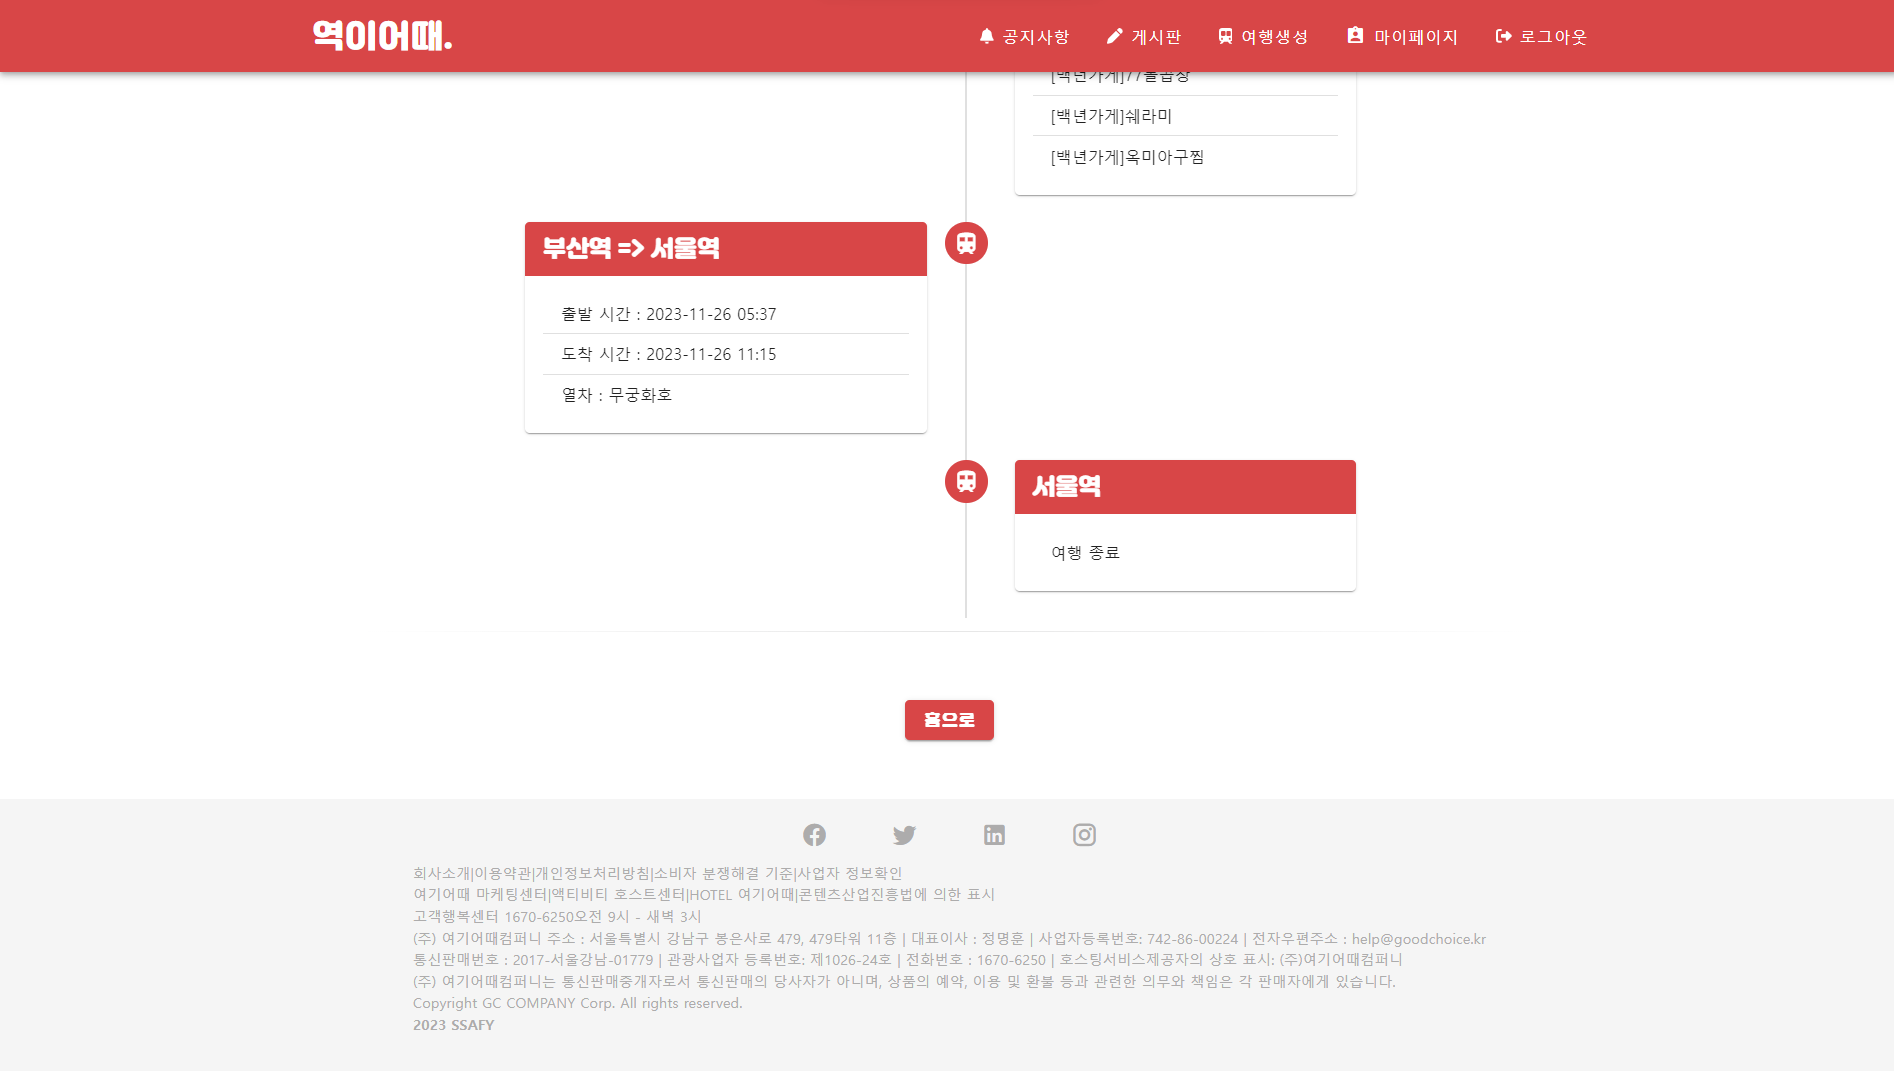 역이어때.
공지사항
게시판
여행생성
마이페이지
로그아웃
[백년가게]77돌곱창
[백년가게]쉐라미
[백년가게]옥미아구찜
부산역 => 서울역
출발 시간 : 2023-11-26 05:37
도착 시간 : 2023-11-26 11:15
열차 : 무궁화호
서울역
여행 종료
홈으로
회사소개|이용약관|개인정보처리방침|소비자 분쟁해결 기준|사업자 정보확인
여기어때 마케팅센터|액티비티 호스트센터|HOTEL 여기어때|콘텐츠산업진흥법에 의한 표시
고객행복센터 1670-6250오전 9시 - 새벽 3시
(주) 여기어때컴퍼니 주소 : 서울특별시 강남구 봉은사로 479, 479타워 11층 | 대표이사 : 정명훈 | 사업자등록번호: 742-86-00224 | 전자우편주소 : help@goodchoice.kr
통신판매번호 : 2017-서울강남-01779 | 관광사업자 등록번호: 제1026-24호 | 전화번호 : 1670-6250 | 호스팅서비스제공자의 상호 표시: (주)여기어때컴퍼니
(주) 여기어때컴퍼니는 통신판매중개자로서 통신판매의 당사자가 아니며, 상품의 예약, 이용 및 환불 등과 관련한 의무와 책임은 각 판매자에게 있습니다.
Copyright GC COMPANY Corp. All rights reserved.
2023 SSAFY